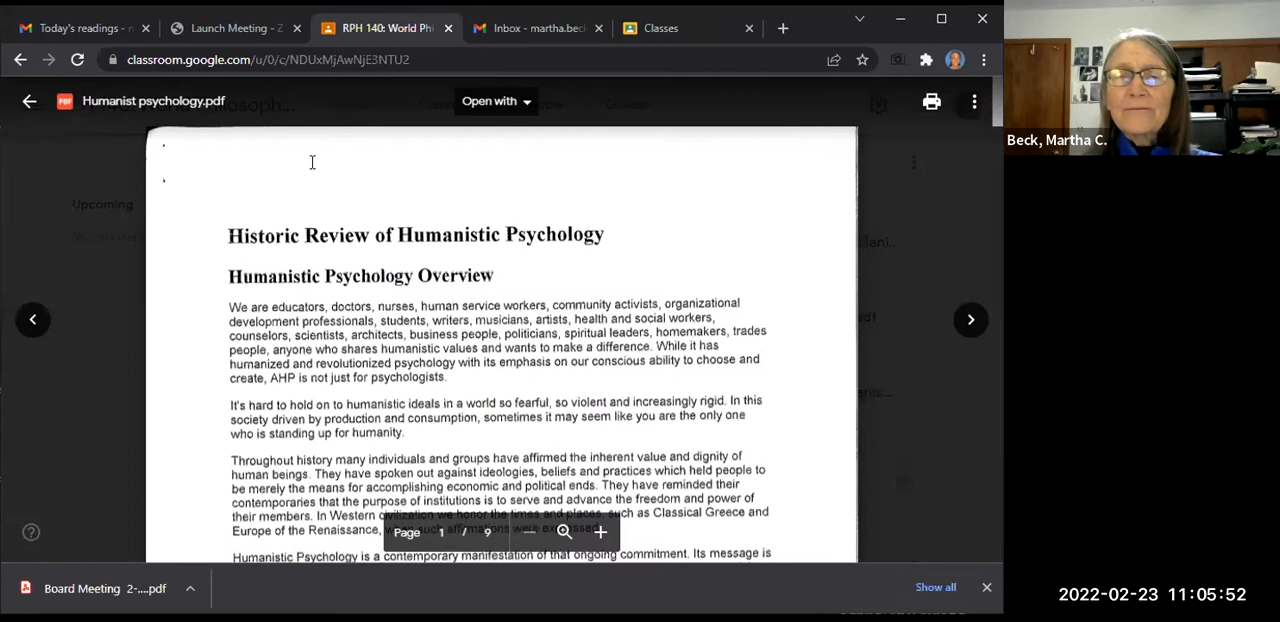 Today's readings - r
Launch Meeting - Z
RPH 140: World Phi
Inbox - martha.bec
Classes
classroom.google.com/u/0/c/NDUxMjAwNjE3NTU2
PDF
Humanist psychology.pdf
Open with
Upcoming
Beck, Martha C.
Historic Review of Humanistic Psychology
Humanistic Psychology Overview
We are educators, doctors, nurses, human service workers, community activists, organizational
development professionals, students, writers, musicians, artists, health and social workers,
counselors, scientists, architects, business people, politicians, spiritual leaders, homemakers, trades
people, anyone who shares humanistic values and wants to make a difference. While it has
humanized and revolutionized psychology with its emphasis on our conscious ability to choose and
create, AHP is not just for psychologists.
It's hard to hold on to humanistic ideals in a world so fearful, so violent and increasingly rigid. In this
society driven by production and consumption, sometimes it may seem like you are the only one
who is standing up for humanity.
Throughout history many individuals and groups have affirmed the inherent value and dignity of
human beings. They have spoken out against ideologies, beliefs and practices which held people to
be merely the means for accomplishing economic and political ends. They have reminded their
contemporaries that the purpose of institutions is to serve and advance the freedom and power of
their members. In Western civilization we honor the times and places, such as Classical Greece and
Europe of the Renaissance, when such affirmations were expressed.
Page 1 / 9
Humanistic Psychology is a contemporary manifestation of that ongoing commitment. Its message is
Board Meeting 2-....pdf
Show all
2022-02-23 11:05:52